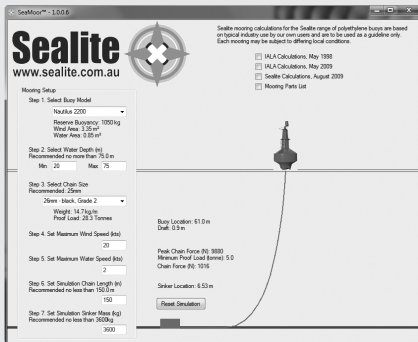 SeaMoor™ - 1.0.0.6
Sealite
www.sealite.com.au
Sealite mooring calculations for the Sealite range of polyethylene buoys are based
on typical industry use by our own users and are to be used as a guideline only.
Each mooring may be subject to differing local conditions.
IALA Calculations, May 1998
IALA Calculations, May 2009
Sealite Calculations, August 2009
Mooring Parts List
Mooring Setup
Step 1. Select Buoy Model
Nautilus 2200
Reserve Buoyancy: 1050 kg
Wind Area: 3.35 m²
Water Area: 0.85 m²
Step 2. Select Water Depth (m)
Recommended no more than 75.0 m
Min 20 Max 75
Step 3. Select Chain Size
Recommended: 25mm
26mm - black, Grade 2
Weight: 14.7 kg/m
Proof Load: 28.3 Tonnes
Step 4. Set Maximum Wind Speed (kts)
20
Step 5. Set Maximum Water Speed (kts)
2
Step 6. Set Simulation Chain Length (m)
Recommended no less than 150.0 m
150
Step 7. Set Simulation Sinker Mass (kg)
Recommended no less than 3600kg
3600
Buoy Location: 61.0 m
Draft: 0.9 m
Peak Chain Force (N): 9880
Minimum Proof Load (tonne): 5.0
Chain Force (N): 1016
Sinker Location: 6.53 m
Reset Simulation